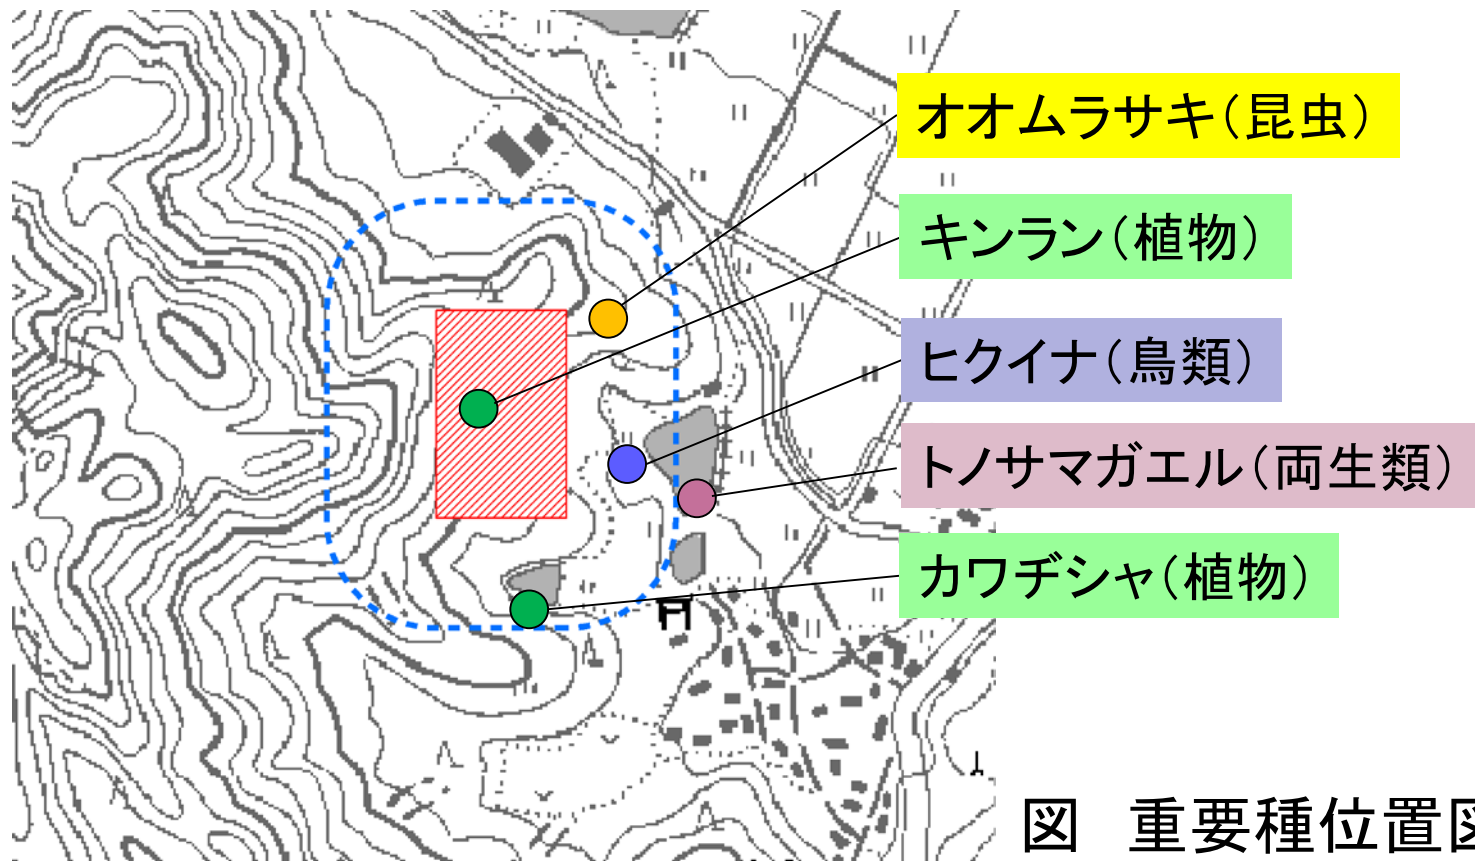 オオムラサキ（昆虫）
キンラン（植物）
ヒクイナ（鳥類）
トノサマガエル（両生類）
カワヂシャ（植物）
図　重要種位置図